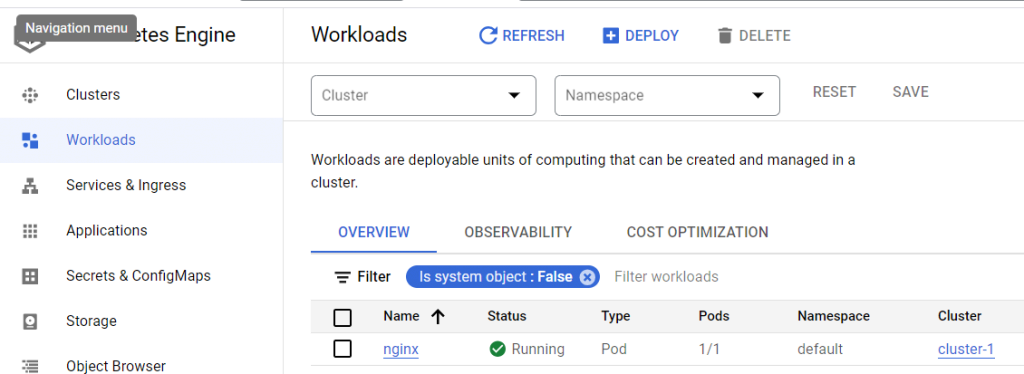 Navigation menu
etes Engine
Clusters
Workloads
Services & Ingress
Applications
Secrets & ConfigMaps
Storage
Object Browser
Workloads
REFRESH
DEPLOY
DELETE
Cluster
Namespace
RESET
SAVE
Workloads are deployable units of computing that can be created and managed in a
cluster.
OVERVIEW
OBSERVABILITY
COST OPTIMIZATION
Filter
Is system object : False
Filter workloads
Name Status Type Pods Namespace Cluster
nginx Running Pod 1/1 default cluster-1